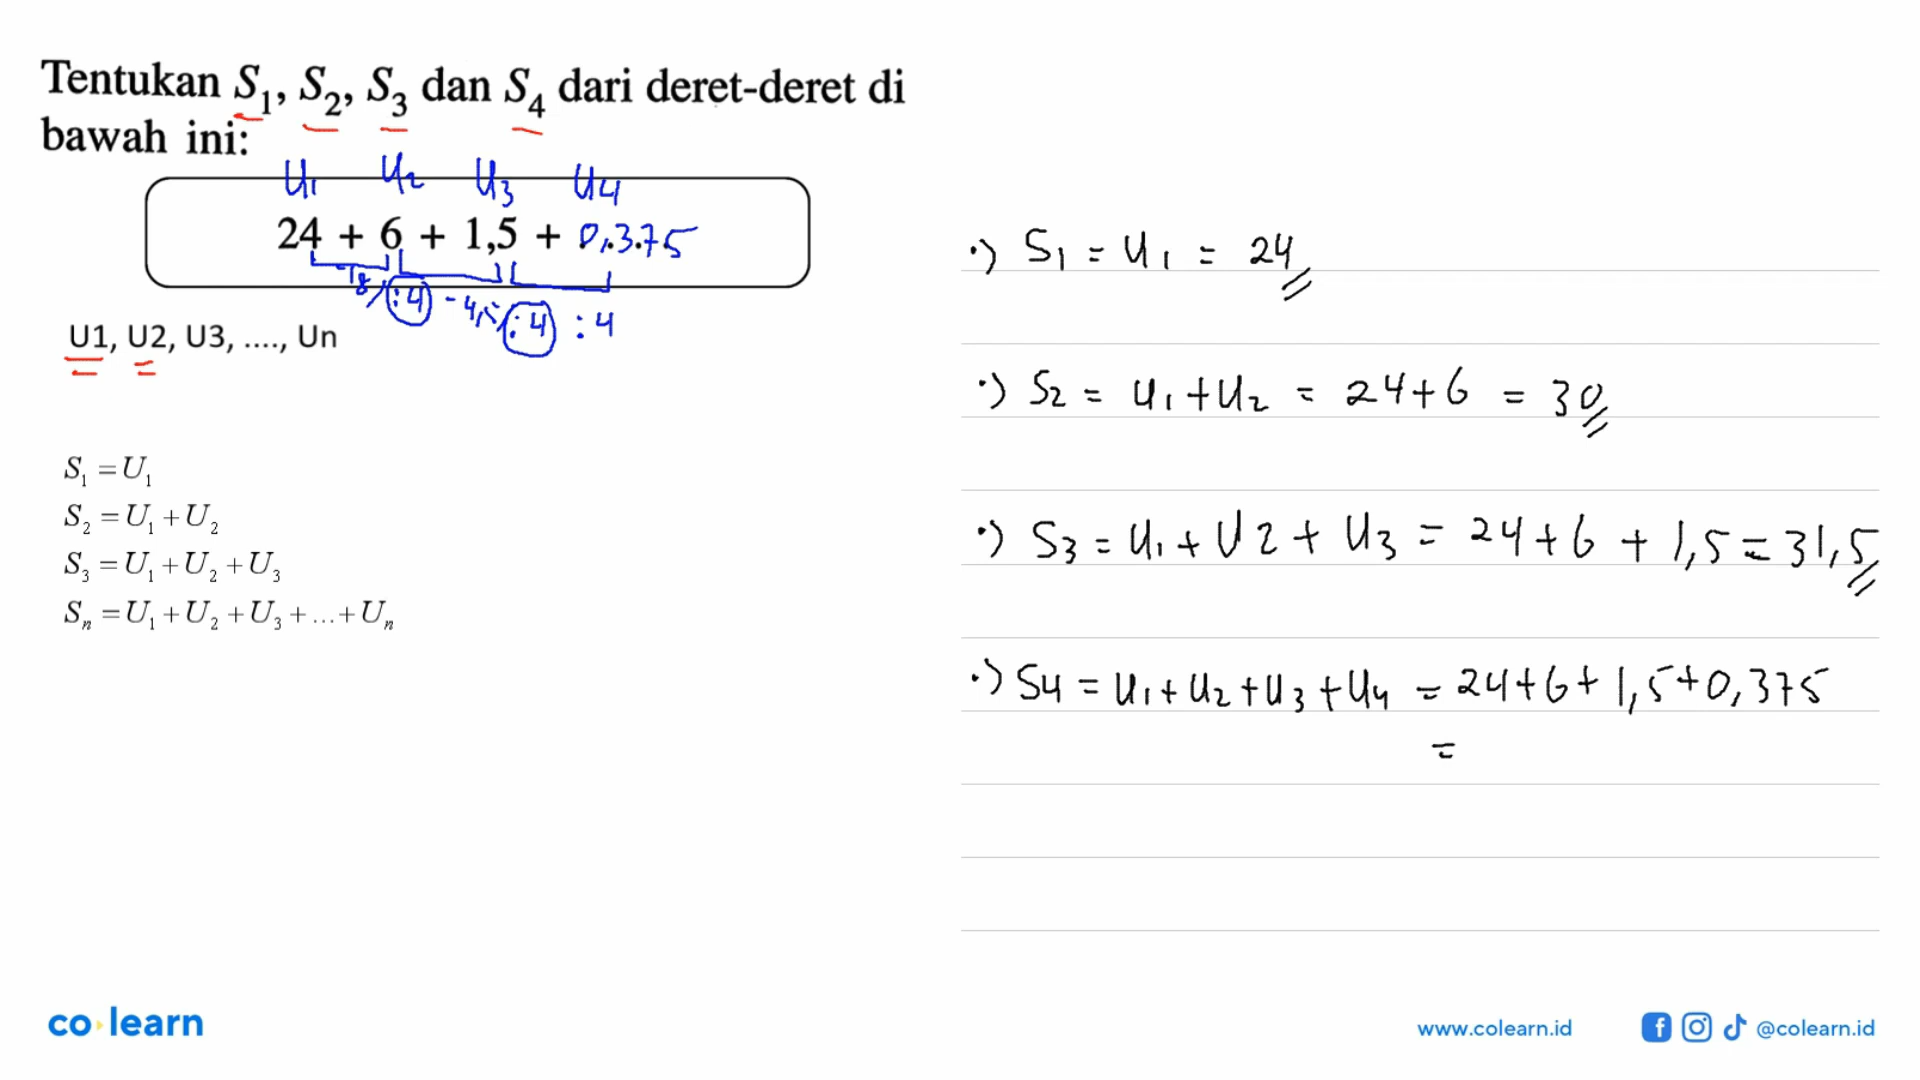 Tentukan S₁, S₂, S₃ dan S₄ dari deret-deret di
bawah ini:
U₁ U₂ U₃ U₄
24 + 6 + 1,5 + 0,375
-18/:4 -4,5/:4 :4
U1, U2, U3, ...., Un
S₁ = U₁
S₂ = U₁ + U₂
S₃ = U₁ + U₂ + U₃
Sₙ = U₁ + U₂ + U₃ + ... + Uₙ
·) S₁ = U₁ = 24
·) S₂ = U₁ + U₂ = 24 + 6 = 30
·) S₃ = U₁ + U₂ + U₃ = 24 + 6 + 1,5 = 31,5
·) S₄ = U₁ + U₂ + U₃ + U₄ = 24 + 6 + 1,5 + 0,375
=
co learn
www.colearn.id
@colearn.id